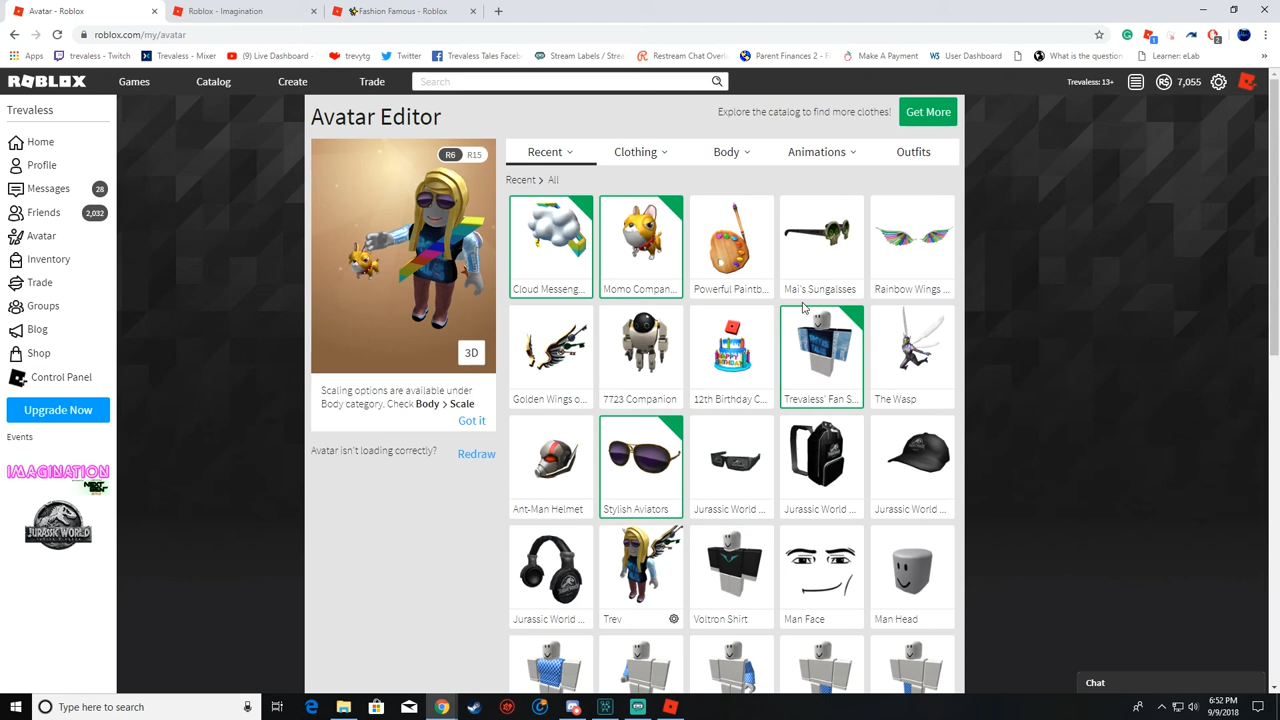 Avatar - Roblox
Roblox - Imagination
Fashion Famous - Roblox
roblox.com/my/avatar
Apps
trevaless - Twitch
Trevaless - Mixer
(9) Live Dashboard -
trevytg
Twitter
Trevaless Tales Faceb
Stream Labels / Stre
Restream Chat Over
Parent Finances 2 - F
Make A Payment
User Dashboard
What is the question
Learner: eLab
ROBLOX
Games
Catalog
Create
Trade
Search
Trevaless: 13+
7,055
Trevaless
Home
Profile
Messages 28
Friends 2,032
Avatar
Inventory
Trade
Groups
Blog
Shop
Control Panel
Upgrade Now
Events
IMAGINATION
JURASSIC WORLD
Avatar Editor
Explore the catalog to find more clothes!
Get More
R6 R15
3D
Scaling options are available under
Body category. Check Body > Scale
Got it
Avatar isn't loading correctly?
Redraw
Recent
Clothing
Body
Animations
Outfits
Recent > All
Cloud Messeng...
Momo Compan...
Powerful Paintb...
Mai's Sungalsses
Rainbow Wings ...
Golden Wings o...
7723 Companion
12th Birthday C...
Trevaless' Fan S...
The Wasp
Ant-Man Helmet
Stylish Aviators
Jurassic World ...
Jurassic World ...
Jurassic World ...
Jurassic World ...
Trev
Voltron Shirt
Man Face
Man Head
Chat
Type here to search
6:52 PM
9/9/2018